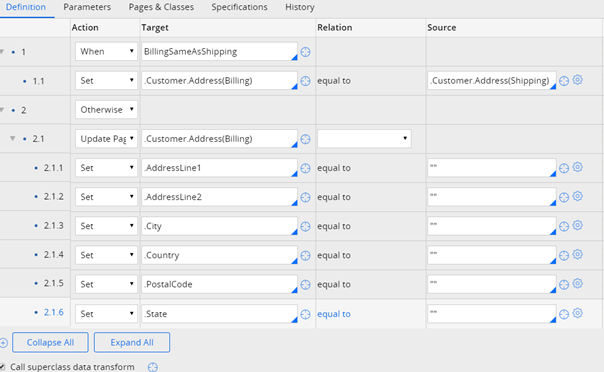 Definition Parameters Pages & Classes Specifications History
Action Target Relation Source
1 When BillingSameAsShipping
1.1 Set .Customer.Address(Billing) equal to .Customer.Address(Shipping)
2 Otherwise
2.1 Update Pag .Customer.Address(Billing)
2.1.1 Set .AddressLine1 equal to ""
2.1.2 Set .AddressLine2 equal to ""
2.1.3 Set .City equal to ""
2.1.4 Set .Country equal to ""
2.1.5 Set .PostalCode equal to ""
2.1.6 Set .State equal to ""
Collapse All Expand All
Call superclass data transform